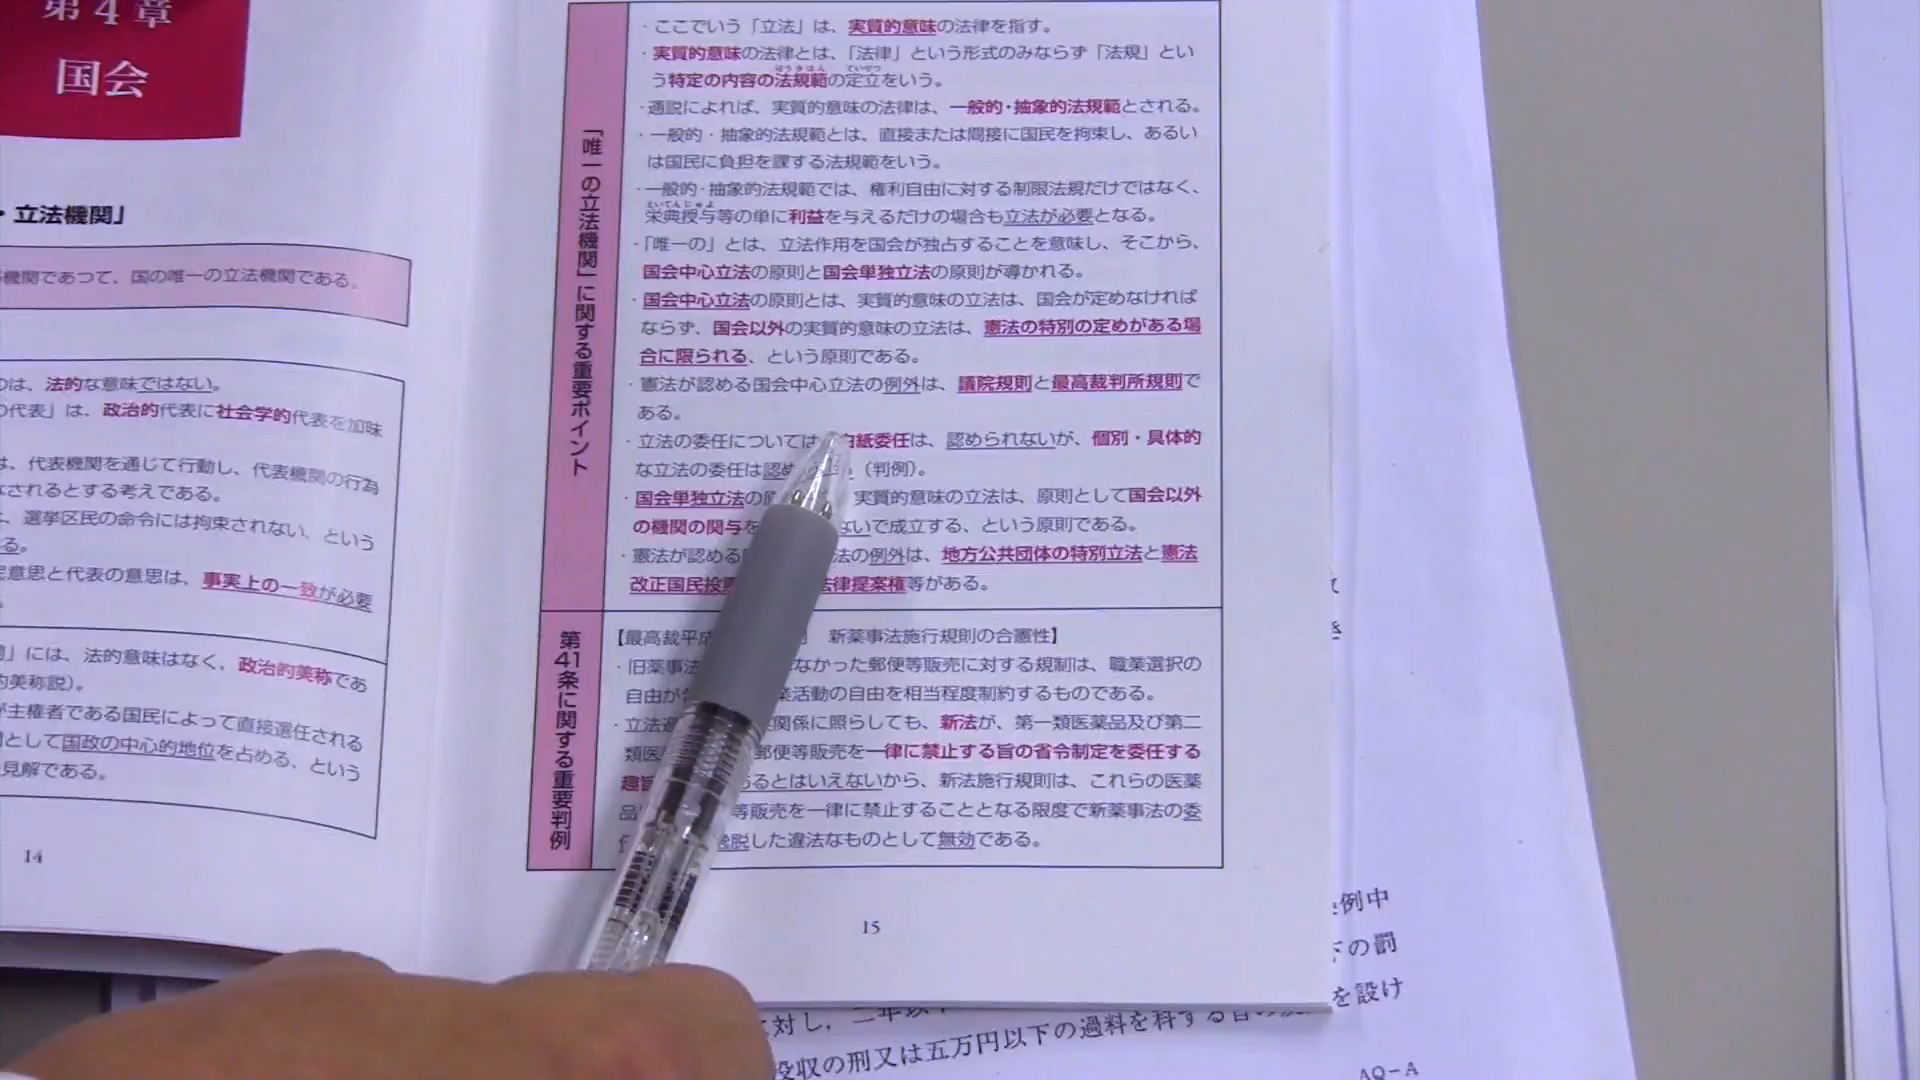 第4章
国会
・立法機関」
機関であつて、国の唯一の立法機関である。
は、法的な意味ではない。
の代表」は、政治的代表に社会学的代表を加味
は、代表機関を通じて行動し、代表機関の行為
なされるとする考えである。
、選挙区民の命令には拘束されない、という
る。
意思と代表の意思は、事実上の一致が必要
」には、法的意味はなく、政治的美称であ
的美称説)。
が主権者である国民によって直接選任される
として国政の中心的地位を占める、という
見解である。
14
「唯一の立法機関」に関する重要ポイント
・ここでいう「立法」は、実質的意味の法律を指す。
・実質的意味の法律とは、「法律」という形式のみならず「法規」とい
ほうきはん ていりつ
う特定の内容の法規範の定立をいう。
・通説によれば、実質的意味の法律は、一般的・抽象的法規範とされる。
・一般的・抽象的法規範とは、直接または間接に国民を拘束し、あるい
は国民に負担を課する法規範をいう。
・一般的・抽象的法規範では、権利自由に対する制限法規だけではなく、
えいてんじゅよ
栄典授与等の単に利益を与えるだけの場合も立法が必要となる。
・「唯一の」とは、立法作用を国会が独占することを意味し、そこから、
国会中心立法の原則と国会単独立法の原則が導かれる。
・国会中心立法の原則とは、実質的意味の立法は、国会が定めなければ
ならず、国会以外の実質的意味の立法は、憲法の特別の定めがある場
合に限られる、という原則である。
・憲法が認める国会中心立法の例外は、議院規則と最高裁判所規則で
ある。
・立法の委任については 白紙委任は、認められないが、個別・具体的
な立法の委任は認め (判例)。
・国会単独立法の 実質的意味の立法は、原則として国会以外
の機関の関与を ないで成立する、という原則である。
・憲法が認める 法の例外は、地方公共団体の特別立法と憲法
改正国民投票 法律提案権等がある。
第41条に関する重要判例
【最高裁平成 新薬事法施行規則の合憲性】
・旧薬事法 なかった郵便等販売に対する規制は、職業選択の
自由が 業活動の自由を相当程度制約するものである。
・立法過 関係に照らしても、新法が、第一類医薬品及び第二
類医 郵便等販売を一律に禁止する旨の省令制定を委任する
趣旨 あるとはいえないから、新法施行規則は、これらの医薬
品 等販売を一律に禁止することとなる限度で新薬事法の委
逸脱した違法なものとして無効である。
15
例中
下の罰
を設け
対し、二年以
没収の刑又は五万円以下の過料を科する旨の
AQ-A